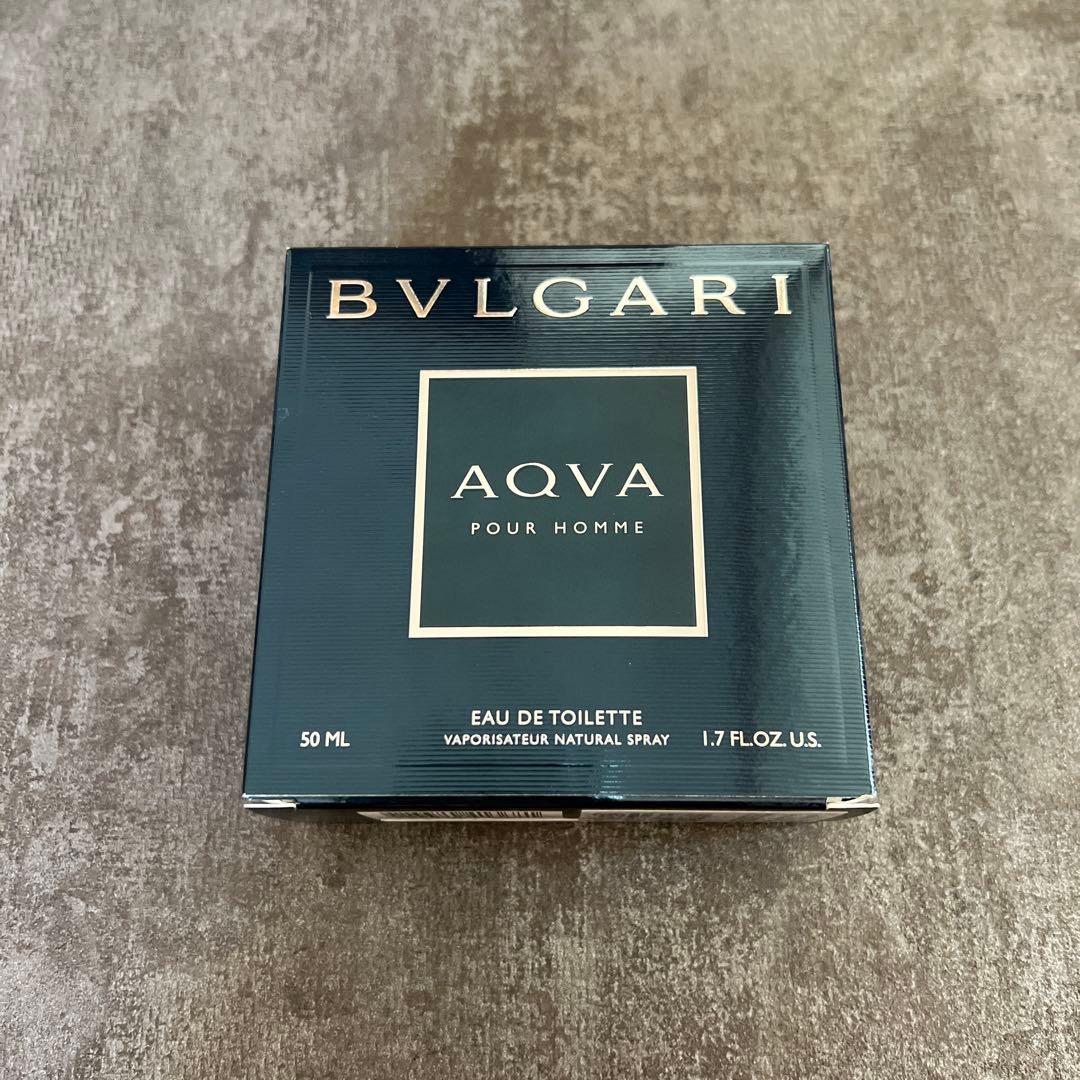 BVLGARI
AQVA
POUR HOMME
EAU DE TOILETTE
50 ML VAPORISATEUR NATURAL SPRAY 1.7 FL.OZ. U.S.